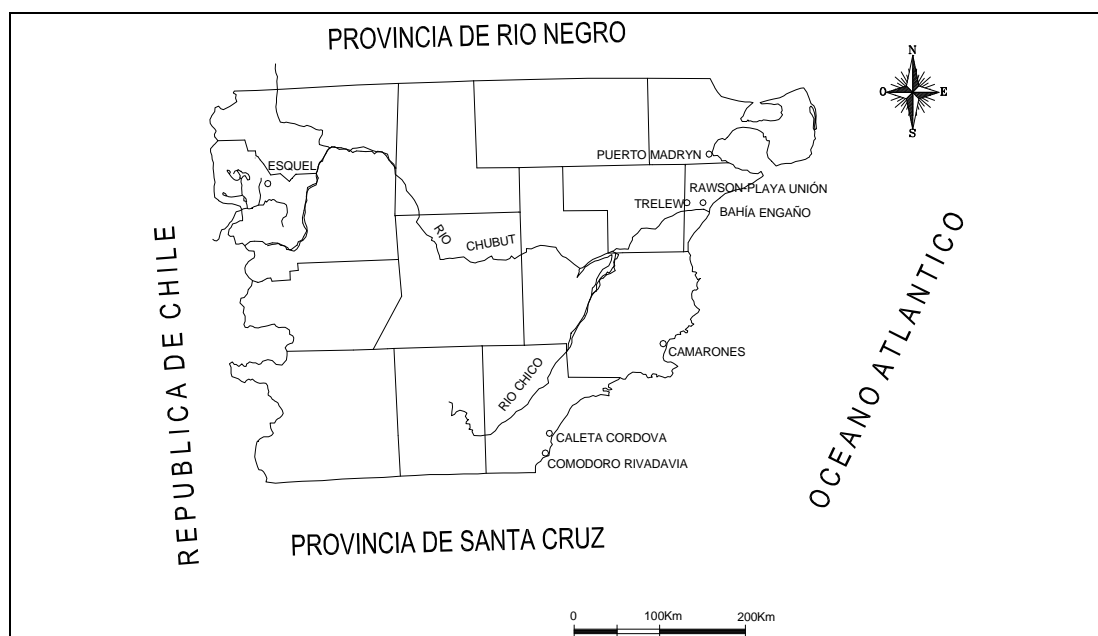 PROVINCIA DE RIO NEGRO
N
O
E
S
PUERTO MADRYN
ESQUEL
RAWSON-PLAYA UNIÓN
TRELEW
BAHÍA ENGAÑO
RIO
CHUBUT
REPUBLICA DE CHILE
OCEANO ATLANTICO
CAMARONES
RIO CHICO
CALETA CORDOVA
COMODORO RIVADAVIA
PROVINCIA DE SANTA CRUZ
0
100Km
200Km